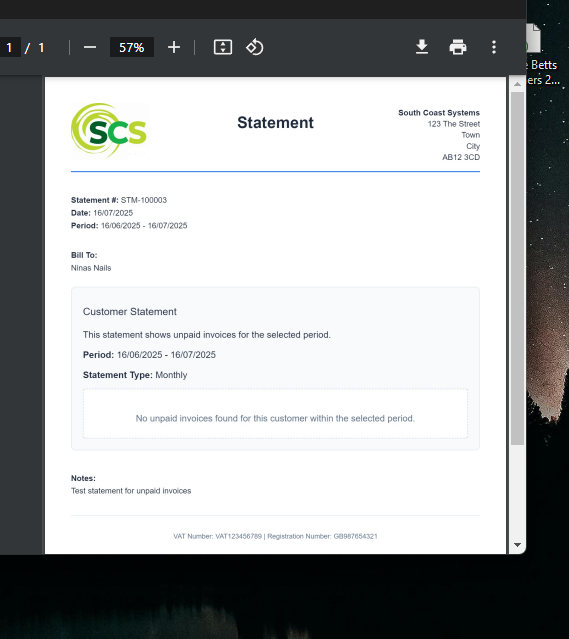 1 / 1
57%
e Betts
ers 2...
SCS
Statement
South Coast Systems
123 The Street
Town
City
AB12 3CD
Statement #: STM-100003
Date: 16/07/2025
Period: 16/06/2025 - 16/07/2025
Bill To:
Ninas Nails
Customer Statement
This statement shows unpaid invoices for the selected period.
Period: 16/06/2025 - 16/07/2025
Statement Type: Monthly
No unpaid invoices found for this customer within the selected period.
Notes:
Test statement for unpaid invoices
VAT Number: VAT123456789 | Registration Number: GB987654321